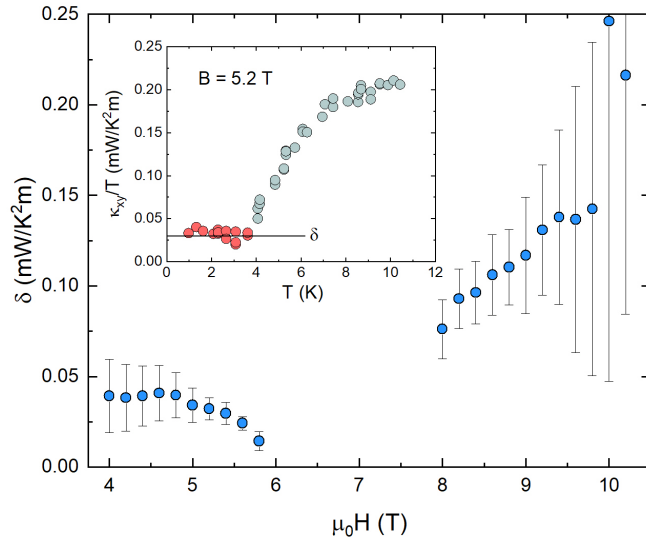 0.25
0.20
0.15
0.10
0.05
0.00
δ (mW/K²m)
4 5 6 7 8 9 10
μ₀H (T)
B = 5.2 T
0.25
0.20
0.15
0.10
0.05
0.00
κxy/T (mW/K²m)
δ
0 2 4 6 8 10 12
T (K)